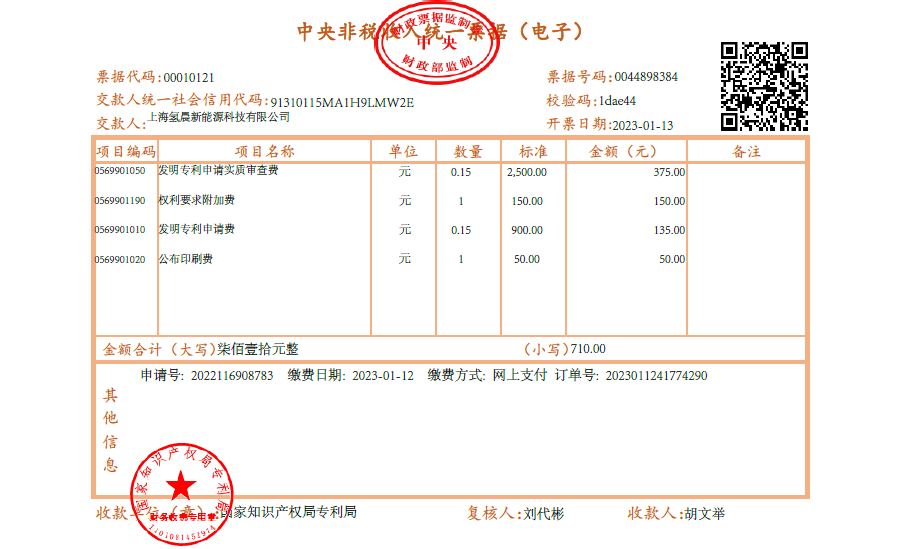 中央非税收入统一票据（电子）
财政票据监制章
中央
财政部监制
票据代码:00010121
票据号码:0044898384
交款人统一社会信用代码:91310115MA1H9LMW2E
校验码:1dae44
交款人:上海氢晨新能源科技有限公司
开票日期:2023-01-13
项目编码 项目名称 单位 数量 标准 金额（元） 备注
0569901050 发明专利申请实质审查费 元 0.15 2,500.00 375.00
0569901190 权利要求附加费 元 1 150.00 150.00
0569901010 发明专利申请费 元 0.15 900.00 135.00
0569901020 公布印刷费 元 1 50.00 50.00
金额合计（大写）柒佰壹拾元整 （小写）710.00
申请号: 2022116908783 缴费日期: 2023-01-12 缴费方式: 网上支付 订单号: 2023011241774290
其他信息
国家知识产权局专利局
财务收费专用章
收款单位（章）:国家知识产权局专利局 复核人:刘代彬 收款人:胡文举